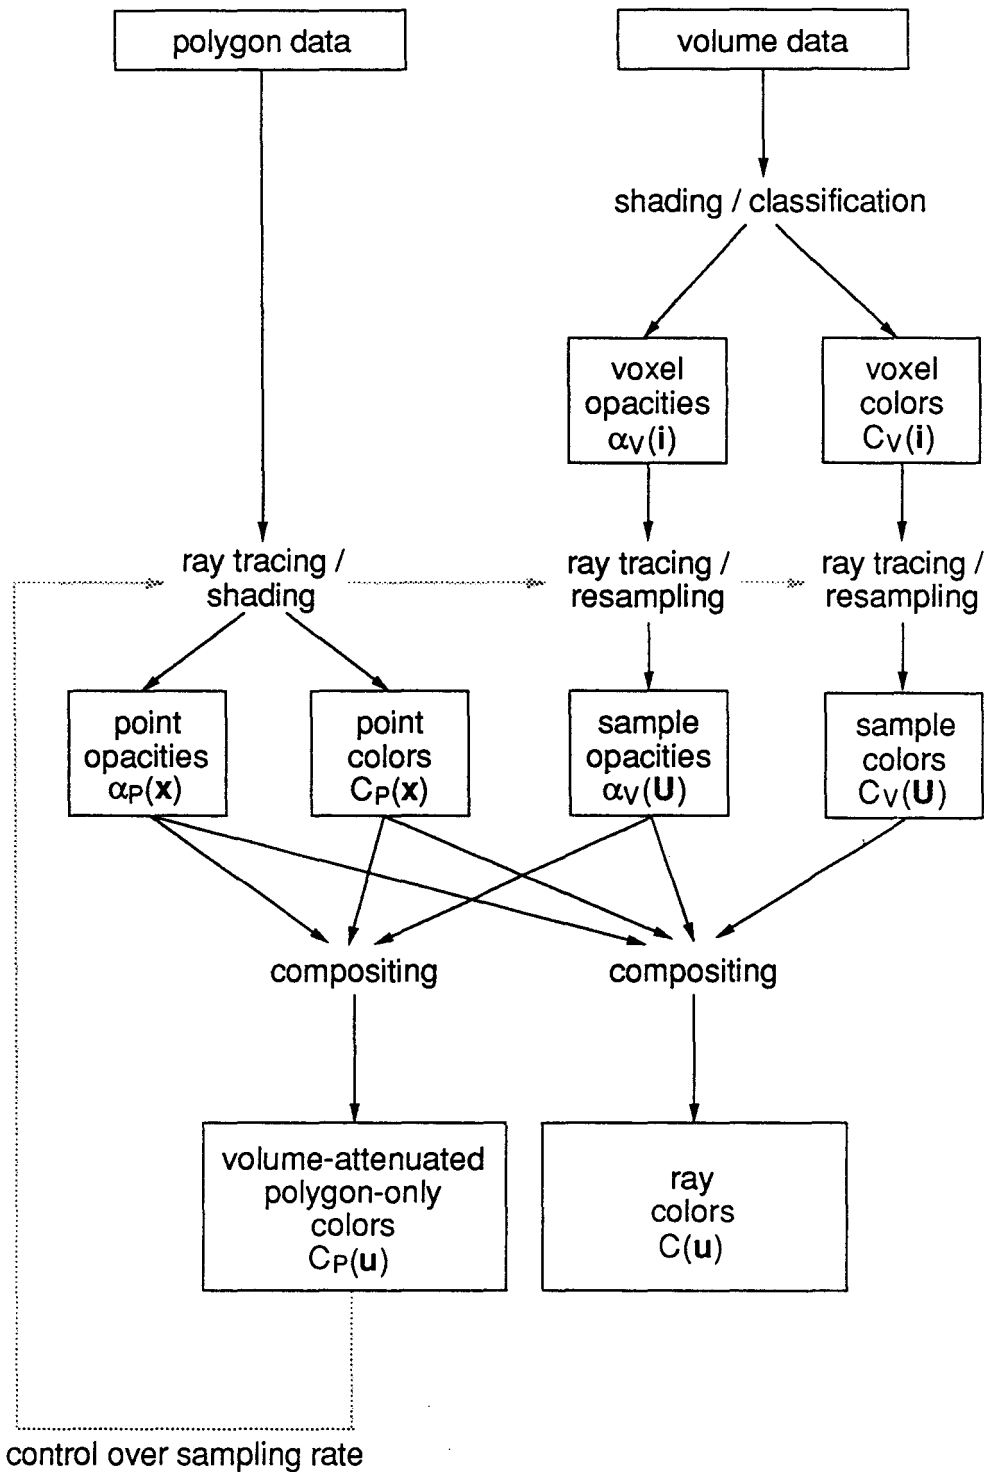 polygon data
volume data
shading / classification
voxel
opacities
αV(i)
voxel
colors
CV(i)
ray tracing /
shading
ray tracing /
resampling
ray tracing /
resampling
point
opacities
αP(x)
point
colors
CP(x)
sample
opacities
αV(U)
sample
colors
CV(U)
compositing
compositing
volume-attenuated
polygon-only
colors
CP(u)
ray
colors
C(u)
control over sampling rate